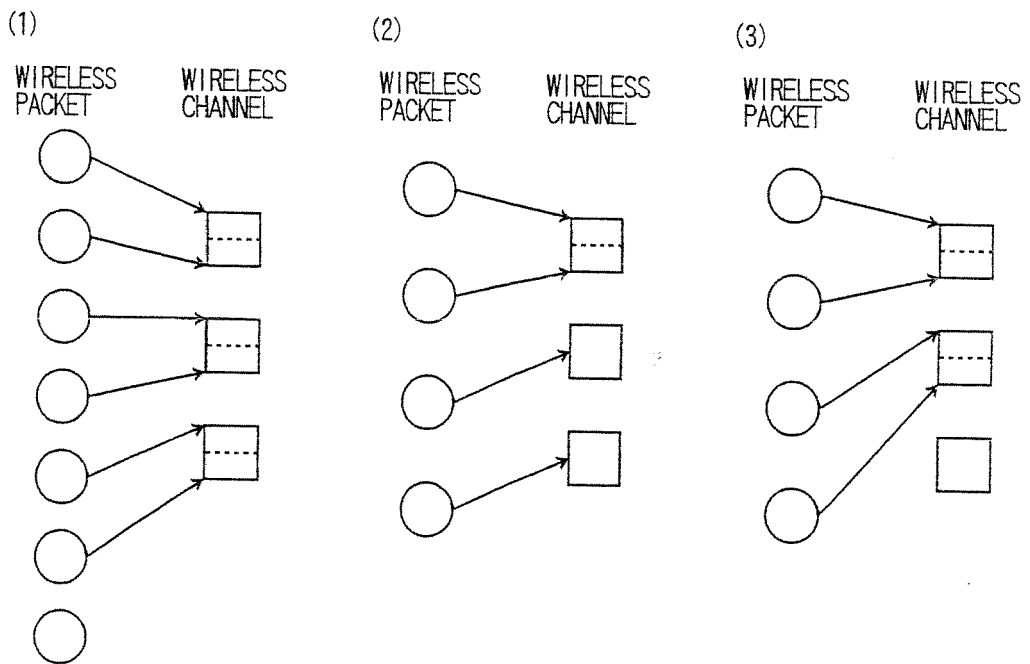 (1)
WIRELESS
PACKET
WIRELESS
CHANNEL
(2)
WIRELESS
PACKET
WIRELESS
CHANNEL
(3)
WIRELESS
PACKET
WIRELESS
CHANNEL